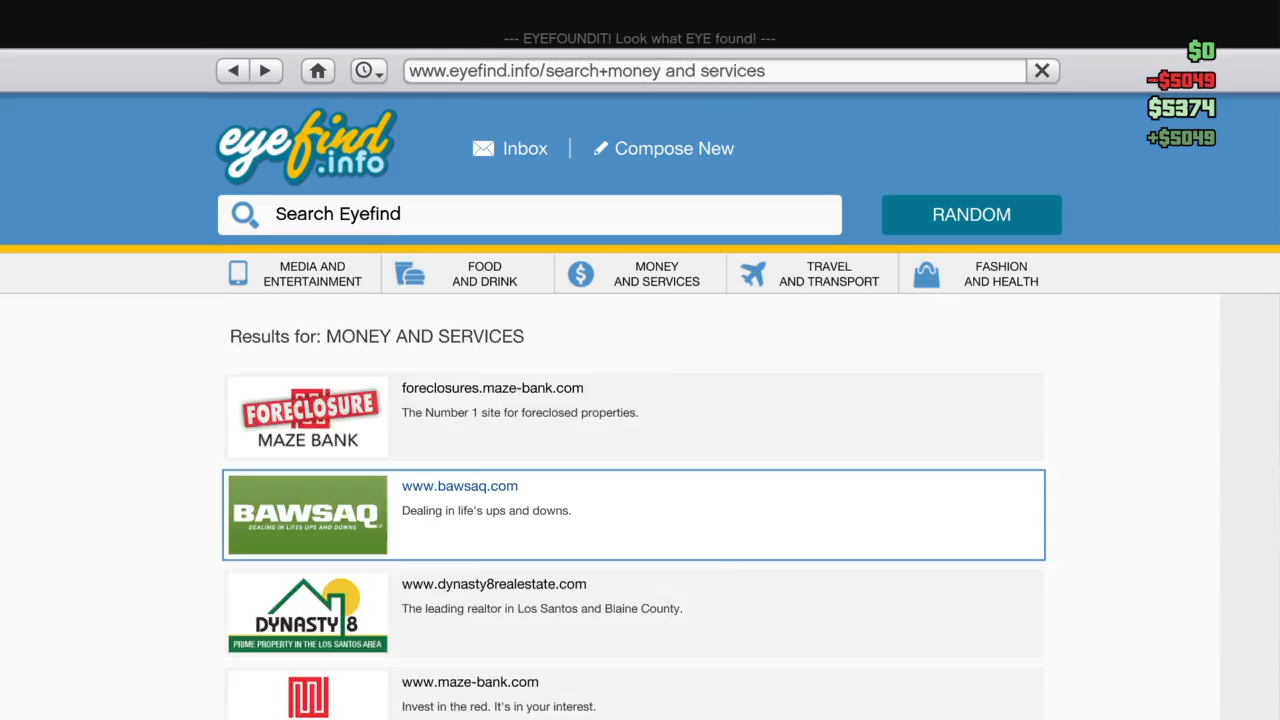 --- EYEFOUNDIT! Look what EYE found! ---
www.eyefind.info/search+money and services
$0
-$5049
$5374
+$5049
eyefind
.info
Inbox
Compose New
Search Eyefind
RANDOM
MEDIA AND
ENTERTAINMENT
FOOD
AND DRINK
MONEY
AND SERVICES
TRAVEL
AND TRANSPORT
FASHION
AND HEALTH
Results for: MONEY AND SERVICES
FORECLOSURE
MAZE BANK
foreclosures.maze-bank.com
The Number 1 site for foreclosed properties.
BAWSAQ
DEALING IN LIFES UPS AND DOWNS
www.bawsaq.com
Dealing in life's ups and downs.
DYNASTY 8
PRIME PROPERTY IN THE LOS SANTOS AREA
www.dynasty8realestate.com
The leading realtor in Los Santos and Blaine County.
www.maze-bank.com
Invest in the red. It's in your interest.